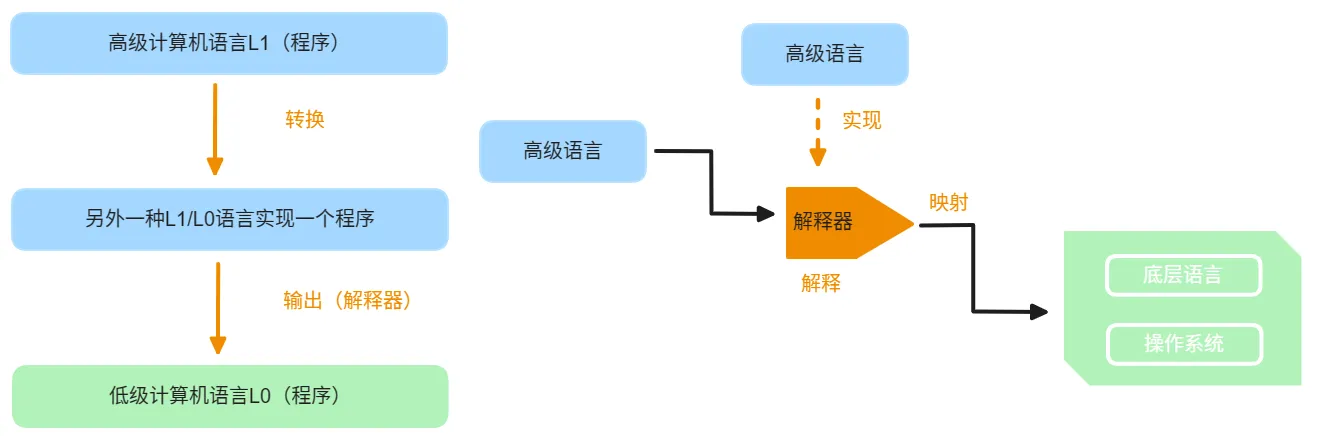 高级计算机语言L1（程序）
转换
另外一种L1/L0语言实现一个程序
输出（解释器）
低级计算机语言L0（程序）
高级语言
实现
高级语言
解释器
解释
映射
底层语言
操作系统